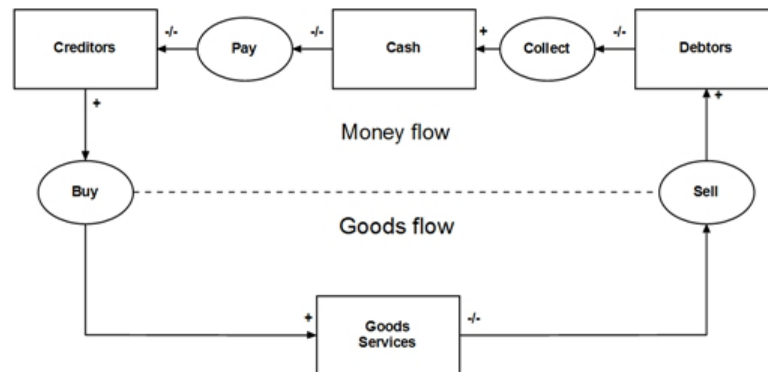 Creditors
-/-
Pay
-/-
Cash
+
Collect
-/-
Debtors
+
+
Money flow
Buy
Sell
Goods flow
+
Goods
Services
-/-